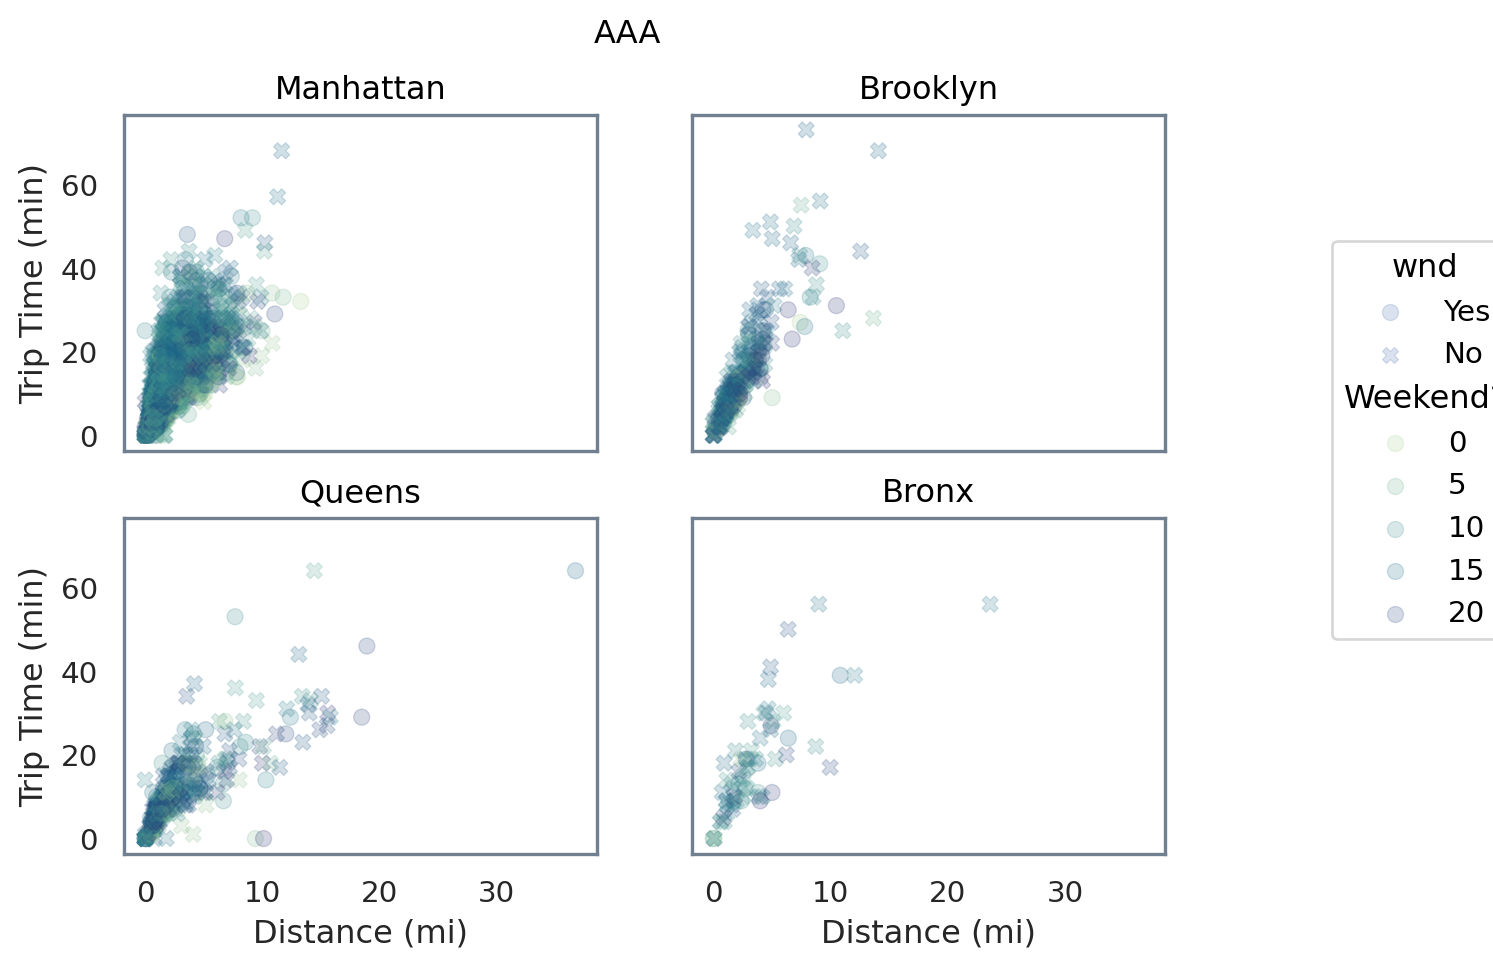 AAA
Manhattan
Brooklyn
Trip Time (min)
60
40
20
0
wnd
Yes
No
Weekend
0
5
10
15
20
Queens
Bronx
Trip Time (min)
60
40
20
0
0 10 20 30
0 10 20 30
Distance (mi)
Distance (mi)